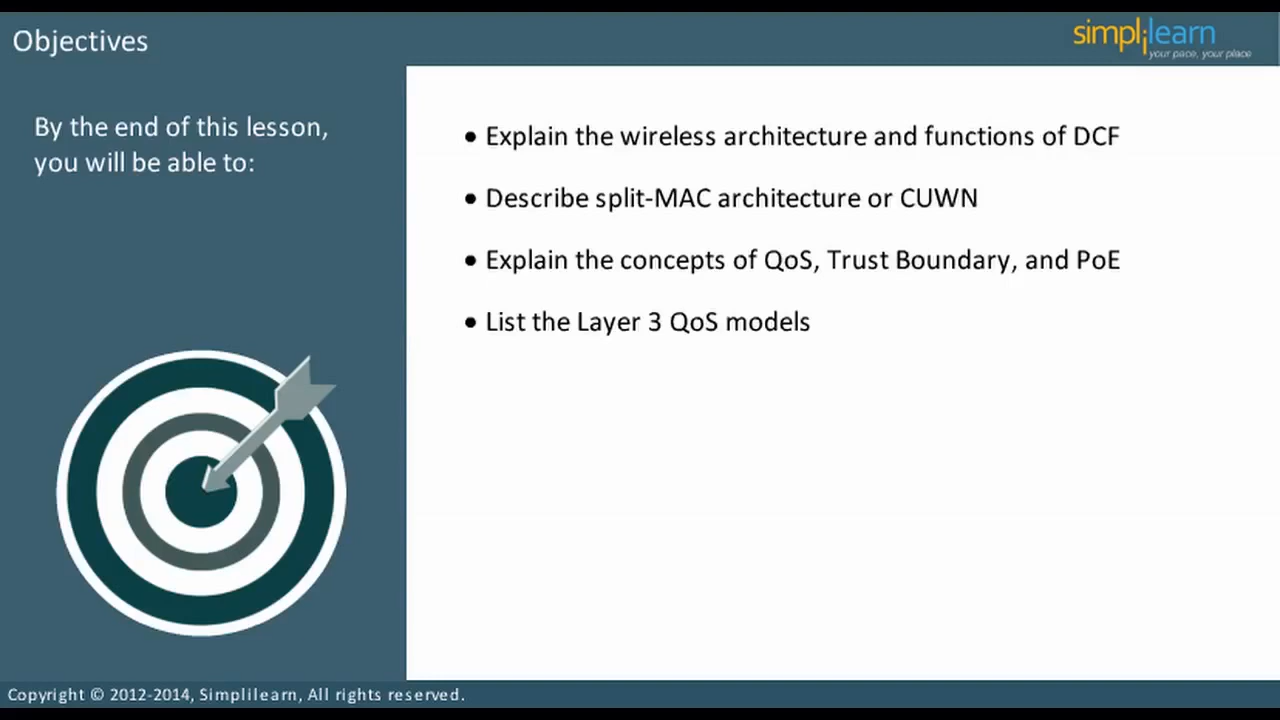 Objectives
simplilearn
your pace, your place
By the end of this lesson,
you will be able to:
• Explain the wireless architecture and functions of DCF
• Describe split-MAC architecture or CUWN
• Explain the concepts of QoS, Trust Boundary, and PoE
• List the Layer 3 QoS models
Copyright © 2012-2014, Simplilearn, All rights reserved.